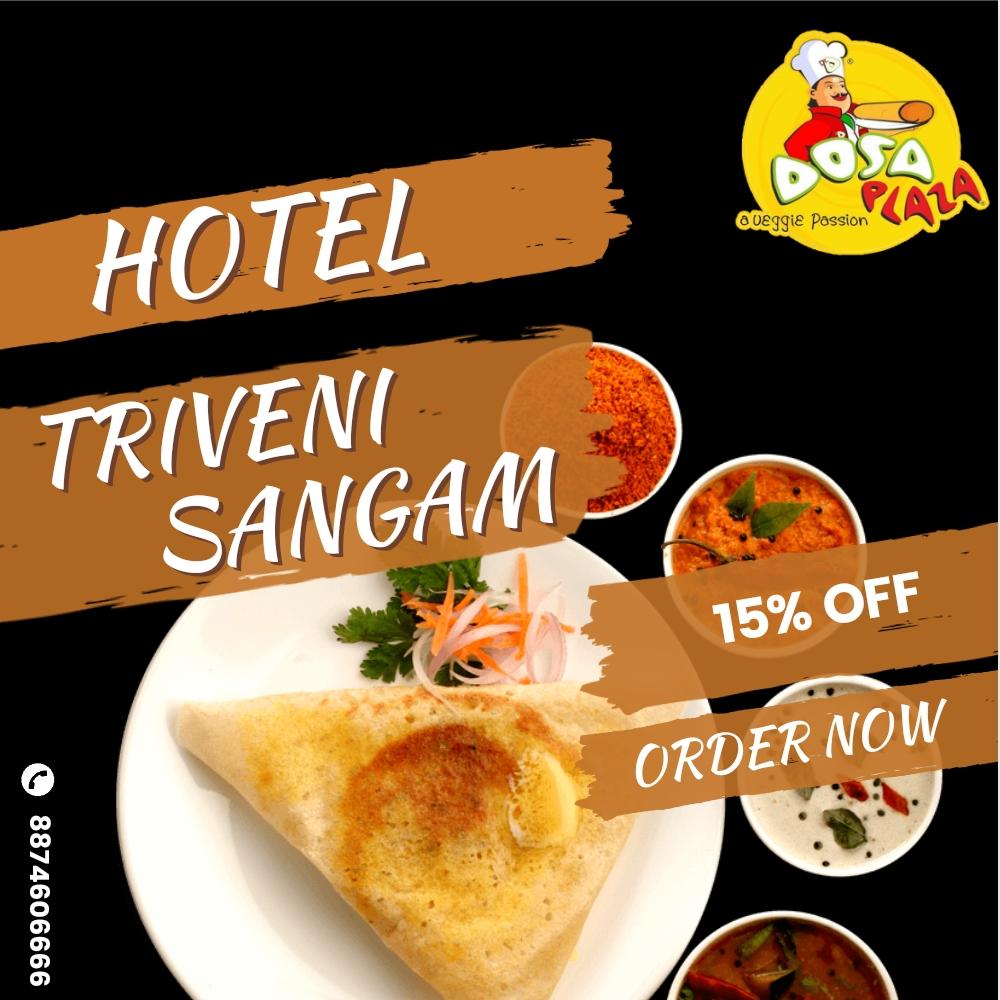 HOTEL
TRIVENI
SANGAM
DOSA
PLAZA
a Veggie Passion
15% OFF
ORDER NOW
8874606666